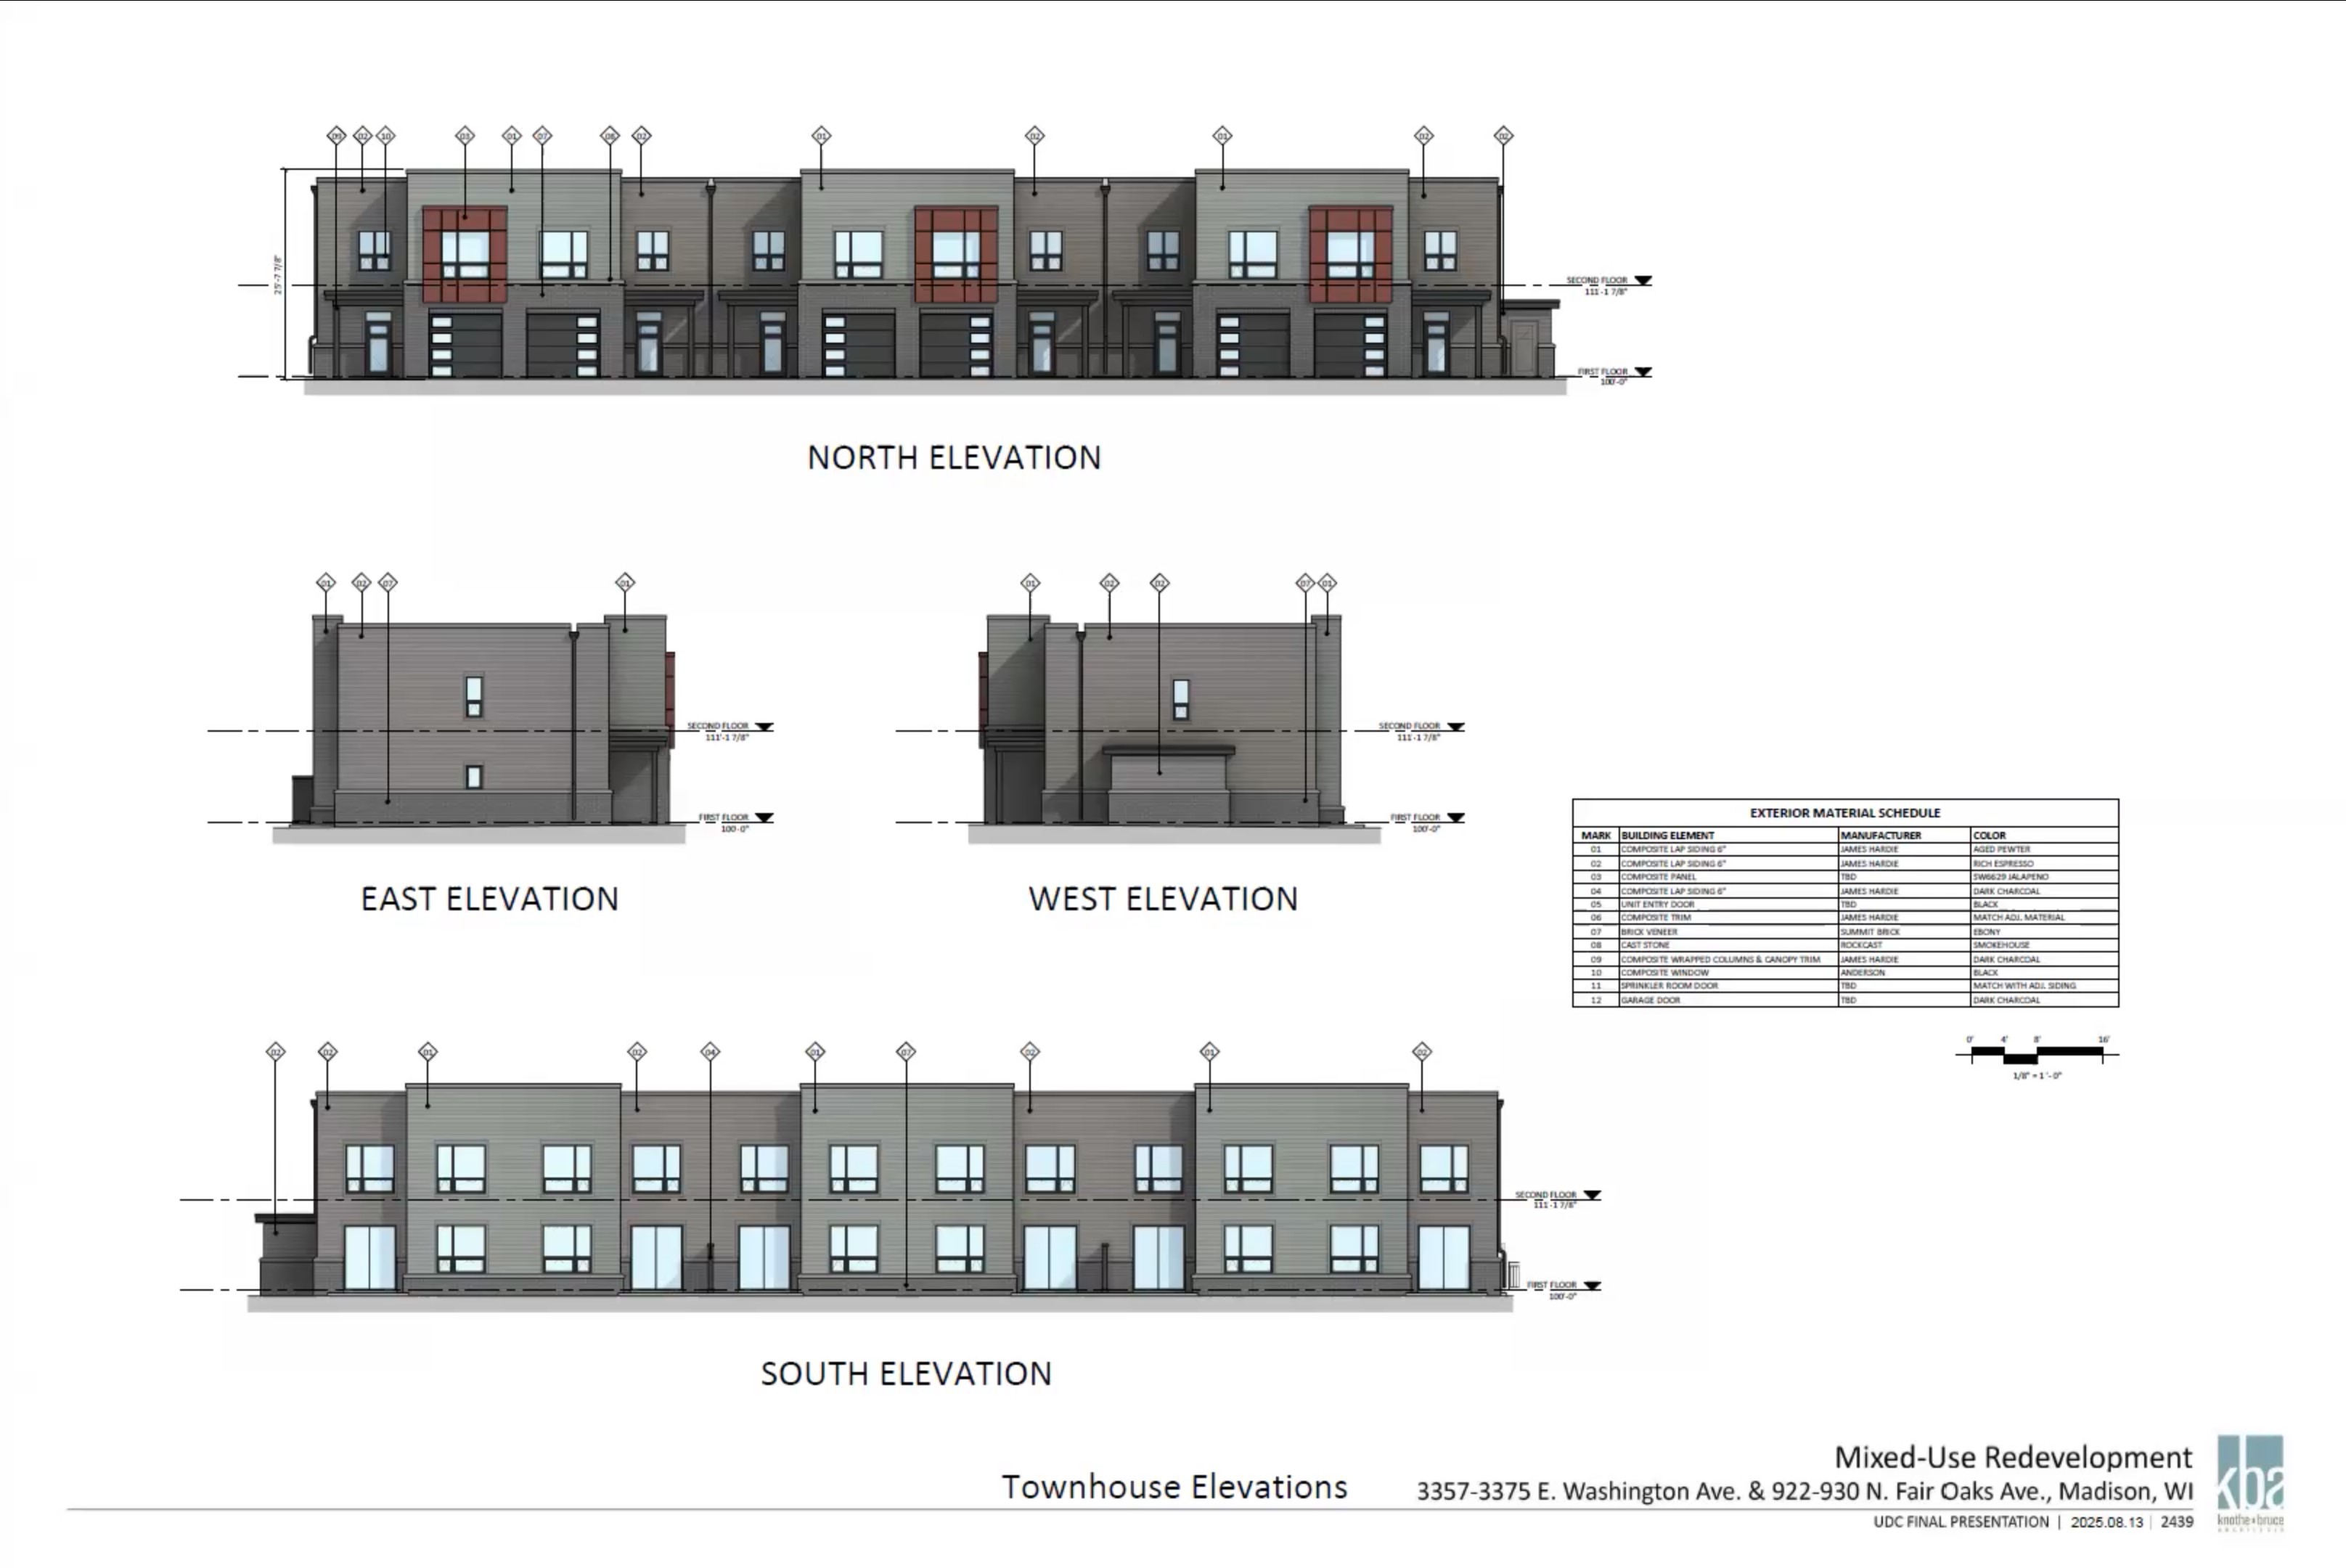 09 02 10 03 01 07 06 02 01 02 01 02 02
25'-7 7/8"
SECOND FLOOR
111'-1 7/8"
FIRST FLOOR
100'-0"
NORTH ELEVATION
01 02 07 01
SECOND FLOOR
111'-1 7/8"
FIRST FLOOR
100'-0"
EAST ELEVATION
01 02 02 07 01
SECOND FLOOR
111'-1 7/8"
FIRST FLOOR
100'-0"
WEST ELEVATION
EXTERIOR MATERIAL SCHEDULE
MARK BUILDING ELEMENT MANUFACTURER COLOR
01 COMPOSITE LAP SIDING 6" JAMES HARDIE AGED PEWTER
02 COMPOSITE LAP SIDING 6" JAMES HARDIE RICH ESPRESSO
03 COMPOSITE PANEL TBD SW6629 JALAPENO
04 COMPOSITE LAP SIDING 6" JAMES HARDIE DARK CHARCOAL
05 UNIT ENTRY DOOR TBD BLACK
06 COMPOSITE TRIM JAMES HARDIE MATCH ADJ. MATERIAL
07 BRICK VENEER SUMMIT BRICK EBONY
08 CAST STONE ROCKCAST SMOKEHOUSE
09 COMPOSITE WRAPPED COLUMNS & CANOPY TRIM JAMES HARDIE DARK CHARCOAL
10 COMPOSITE WINDOW ANDERSON BLACK
11 SPRINKLER ROOM DOOR TBD MATCH WITH ADJ. SIDING
12 GARAGE DOOR TBD DARK CHARCOAL
0' 4' 8' 16'
1/8" = 1'-0"
02 02 01 02 04 01 07 02 01 02
SECOND FLOOR
111'-1 7/8"
FIRST FLOOR
100'-0"
SOUTH ELEVATION
Townhouse Elevations
Mixed-Use Redevelopment
3357-3375 E. Washington Ave. & 922-930 N. Fair Oaks Ave., Madison, WI
UDC FINAL PRESENTATION | 2025.08.13 | 2439
kba
knothe • bruce
ARCHITECTS